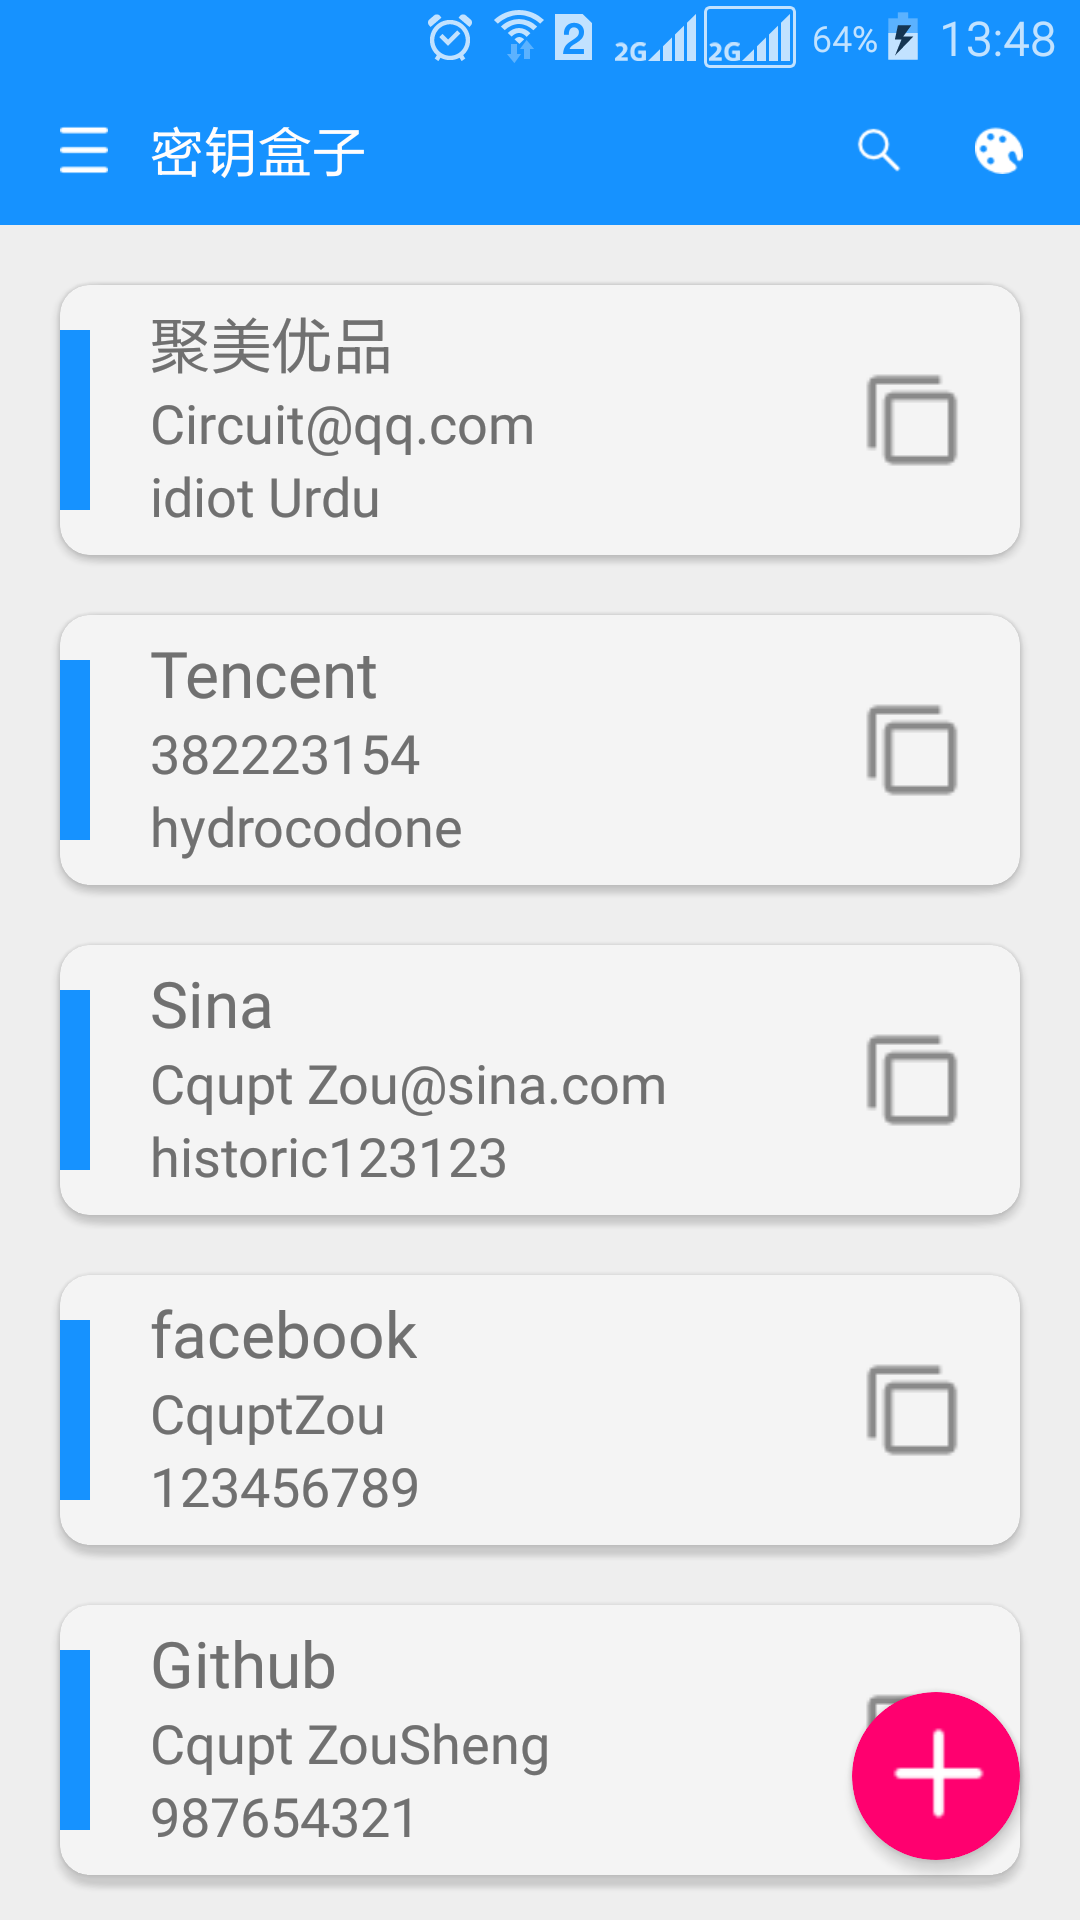 2 2G 2G 64% 13:48
密钥盒子
聚美优品
Circuit@qq.com
idiot Urdu
Tencent
382223154
hydrocodone
Sina
Cqupt Zou@sina.com
historic123123
facebook
CquptZou
123456789
Github
Cqupt ZouSheng
987654321